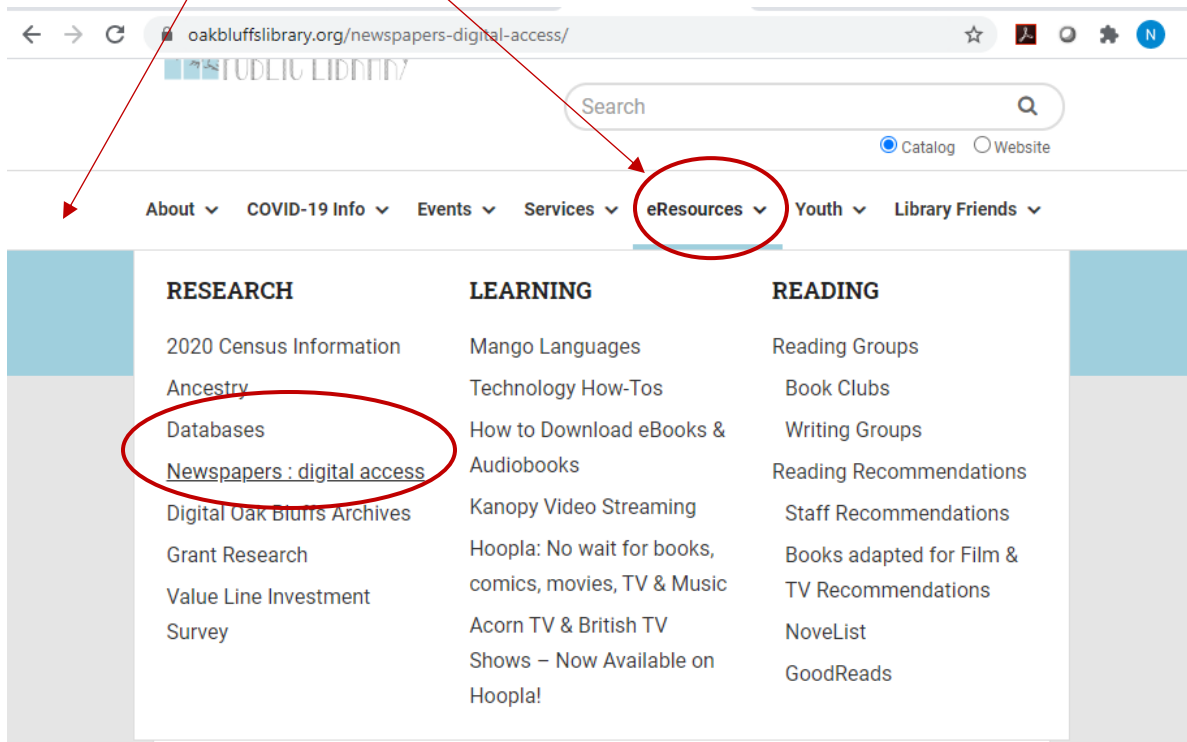 oakbluffslibrary.org/newspapers-digital-access/
N
PUBLIC LIBRARY
Search
Catalog Website
About COVID-19 Info Events Services eResources Youth Library Friends
RESEARCH
2020 Census Information
Ancestry
Databases
Newspapers : digital access
Digital Oak Bluffs Archives
Grant Research
Value Line Investment
Survey
LEARNING
Mango Languages
Technology How-Tos
How to Download eBooks &
Audiobooks
Kanopy Video Streaming
Hoopla: No wait for books,
comics, movies, TV & Music
Acorn TV & British TV
Shows – Now Available on
Hoopla!
READING
Reading Groups
Book Clubs
Writing Groups
Reading Recommendations
Staff Recommendations
Books adapted for Film &
TV Recommendations
NoveList
GoodReads